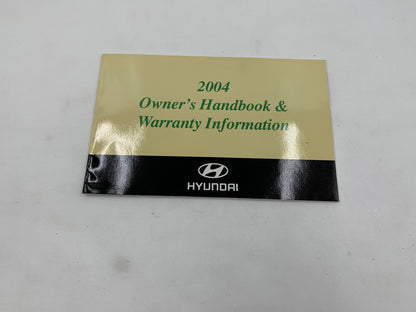 2004
Owner's Handbook &
Warranty Information
HYUNDAI